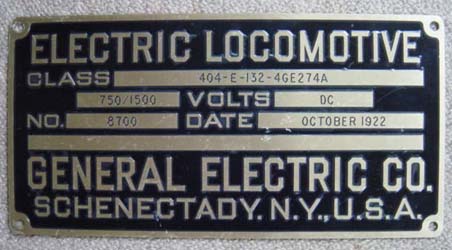 ELECTRIC LOCOMOTIVE
CLASS 404-E-132-4GE274A
750/1500 VOLTS DC
NO. 8700 DATE OCTOBER 1922
GENERAL ELECTRIC CO.
SCHENECTADY, N.Y., U.S.A.